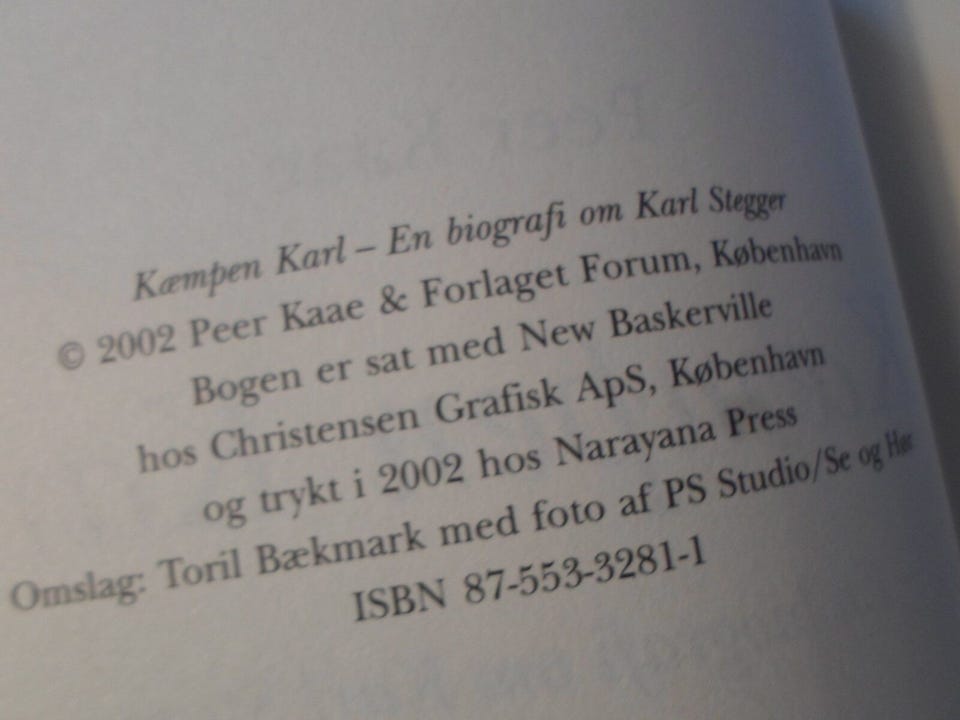 Kæmpen Karl – En biografi om Karl Stegger
© 2002 Peer Kaae & Forlaget Forum, København
Bogen er sat med New Baskerville
hos Christensen Grafisk ApS, København
og trykt i 2002 hos Narayana Press
Omslag: Toril Bækmark med foto af PS Studio/Se og Hør
ISBN 87-553-3281-1